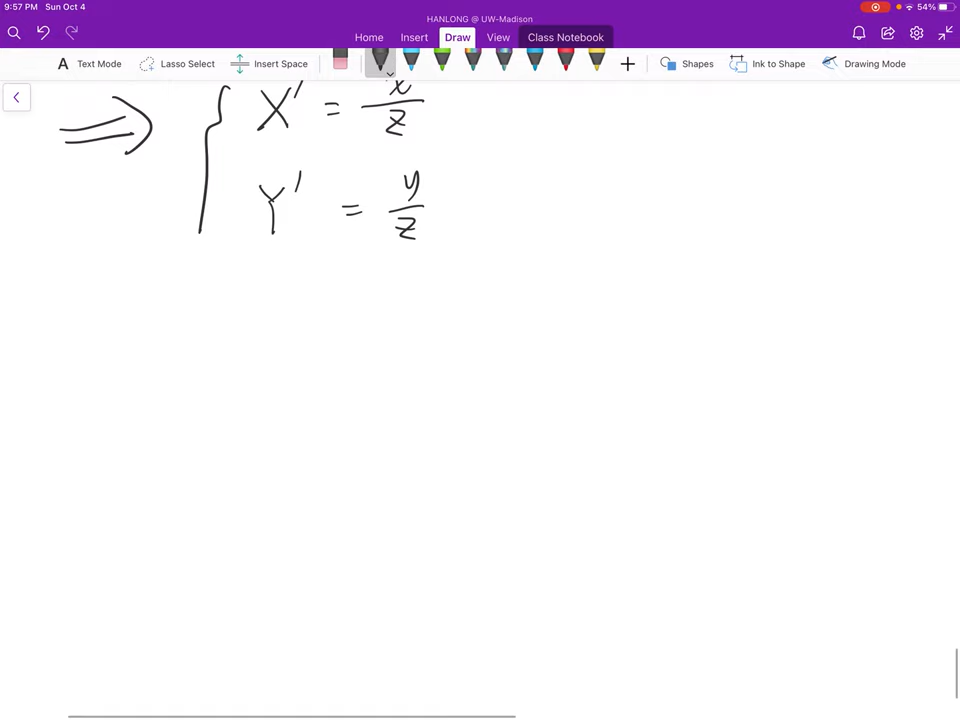 9:57 PM Sun Oct 4
54%
HANLONG @ UW-Madison
Home Insert Draw View Class Notebook
A Text Mode Lasso Select Insert Space Shapes Ink to Shape Drawing Mode
⇒ { X' = x/z
Y' = y/z